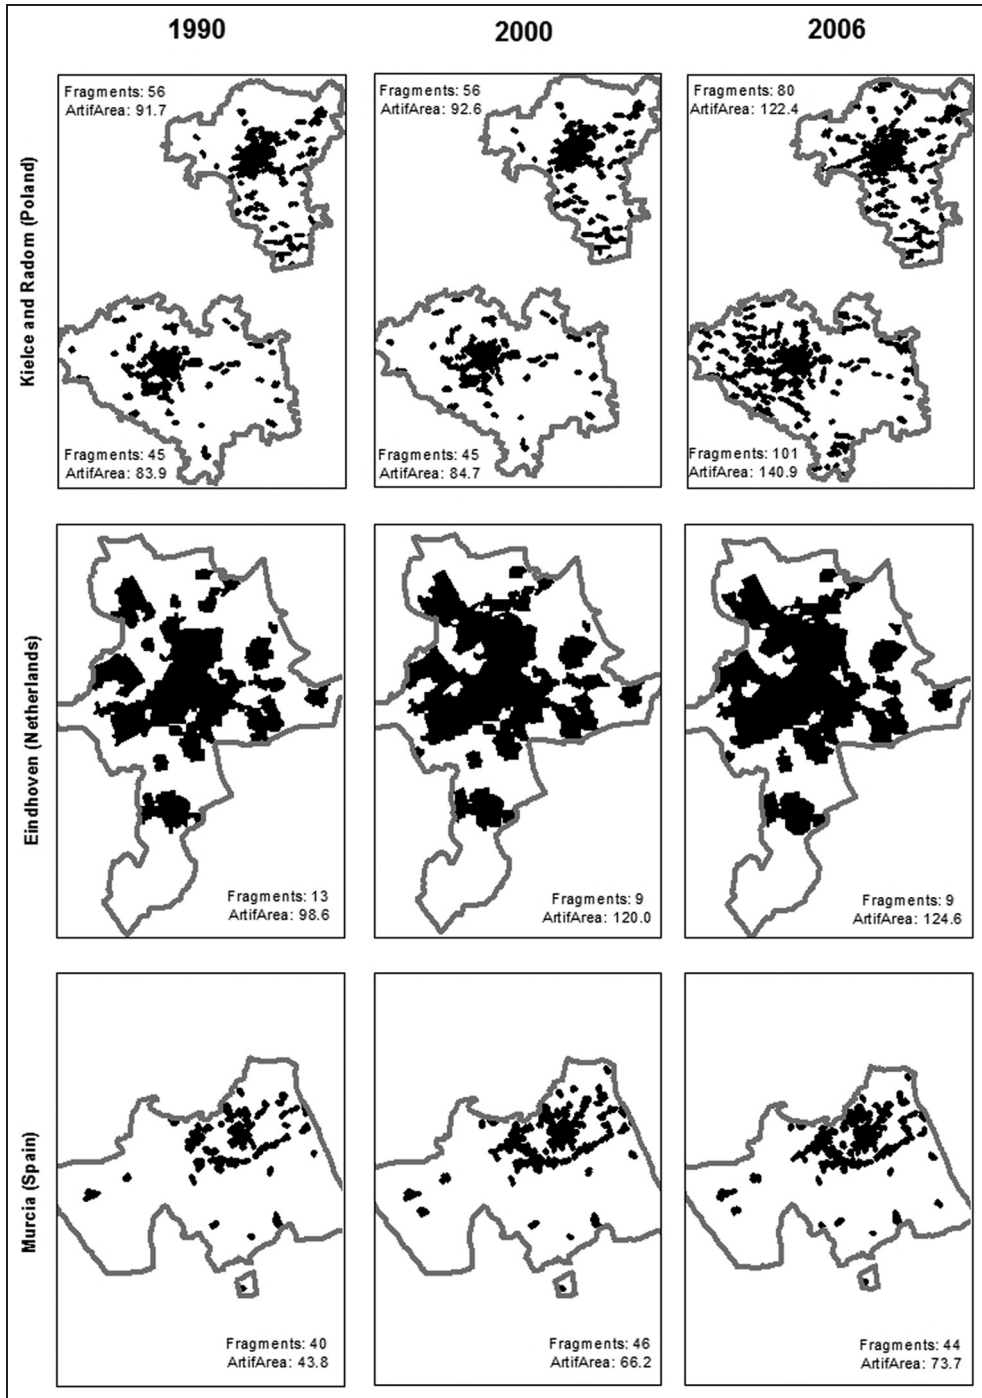 1990
2000
2006
Kielce and Radom (Poland)
Fragments: 56
ArtifArea: 91.7
Fragments: 56
ArtifArea: 92.6
Fragments: 80
ArtifArea: 122.4
Fragments: 45
ArtifArea: 83.9
Fragments: 45
ArtifArea: 84.7
Fragments: 101
ArtifArea: 140.9
Eindhoven (Netherlands)
Fragments: 13
ArtifArea: 98.6
Fragments: 9
ArtifArea: 120.0
Fragments: 9
ArtifArea: 124.6
Murcia (Spain)
Fragments: 40
ArtifArea: 43.8
Fragments: 46
ArtifArea: 66.2
Fragments: 44
ArtifArea: 73.7